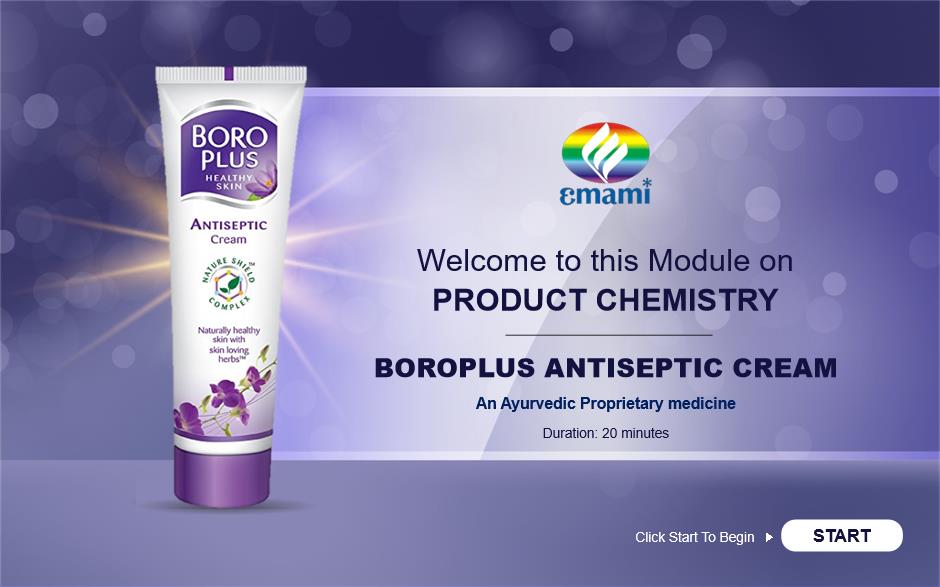 BORO
PLUS
HEALTHY
SKIN
ANTISEPTIC
Cream
NATURE SHIELD™
COMPLEX
Naturally healthy
skin with
skin loving
herbs™
emami*
Welcome to this Module on
PRODUCT CHEMISTRY
BOROPLUS ANTISEPTIC CREAM
An Ayurvedic Proprietary medicine
Duration: 20 minutes
Click Start To Begin
START